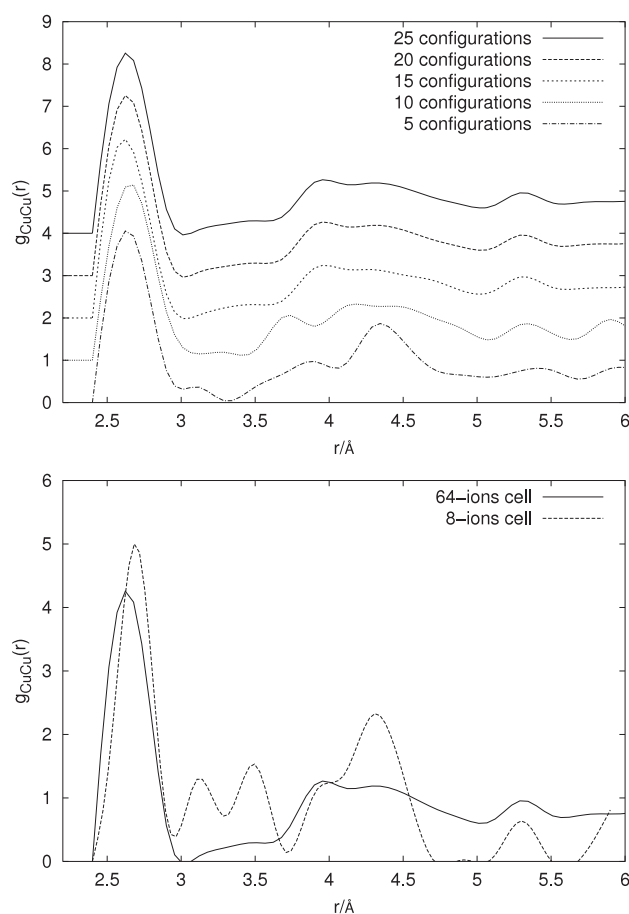 9
8
7
6
5
4
3
2
1
0
g_CuCu(r)
25 configurations
20 configurations
15 configurations
10 configurations
5 configurations
2.5 3 3.5 4 4.5 5 5.5 6
r/Å
6
5
4
3
2
1
0
g_CuCu(r)
64−ions cell
8−ions cell
2.5 3 3.5 4 4.5 5 5.5 6
r/Å